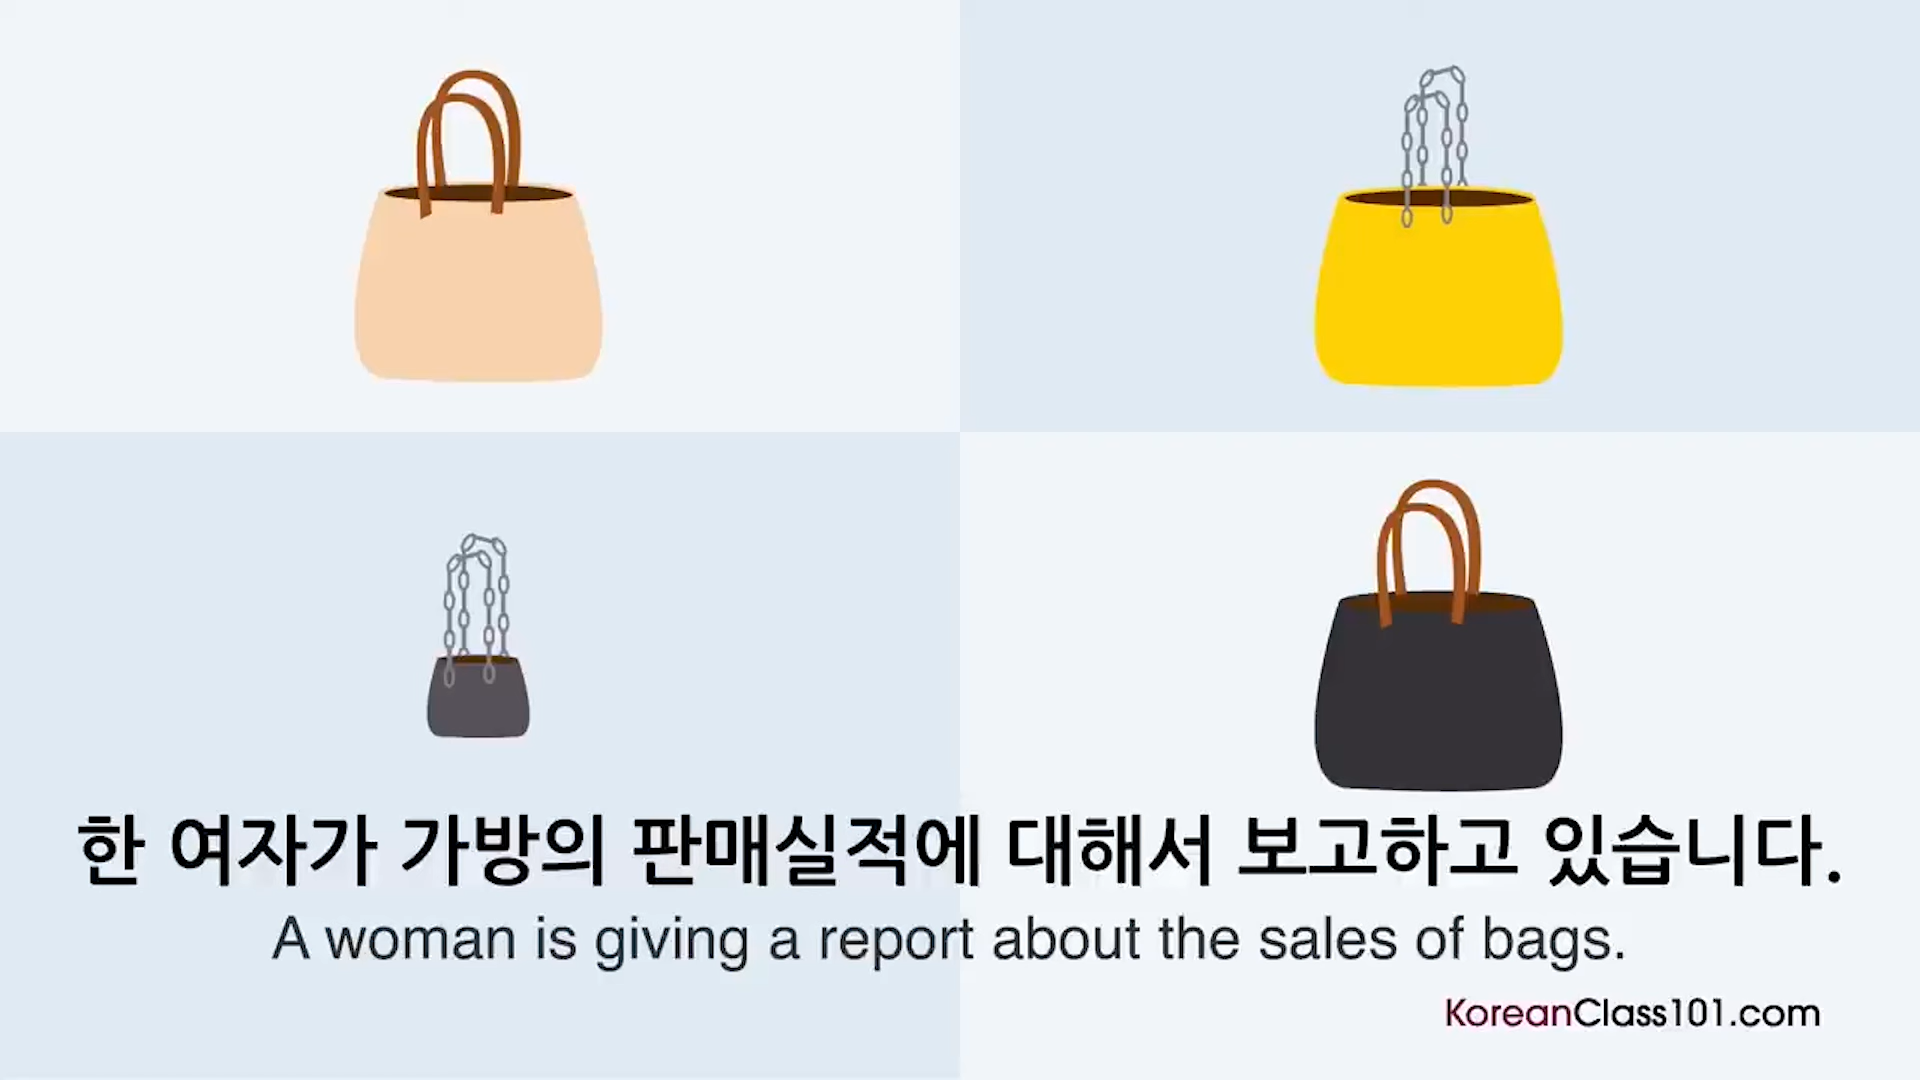 한 여자가 가방의 판매실적에 대해서 보고하고 있습니다.
A woman is giving a report about the sales of bags.
KoreanClass101.com